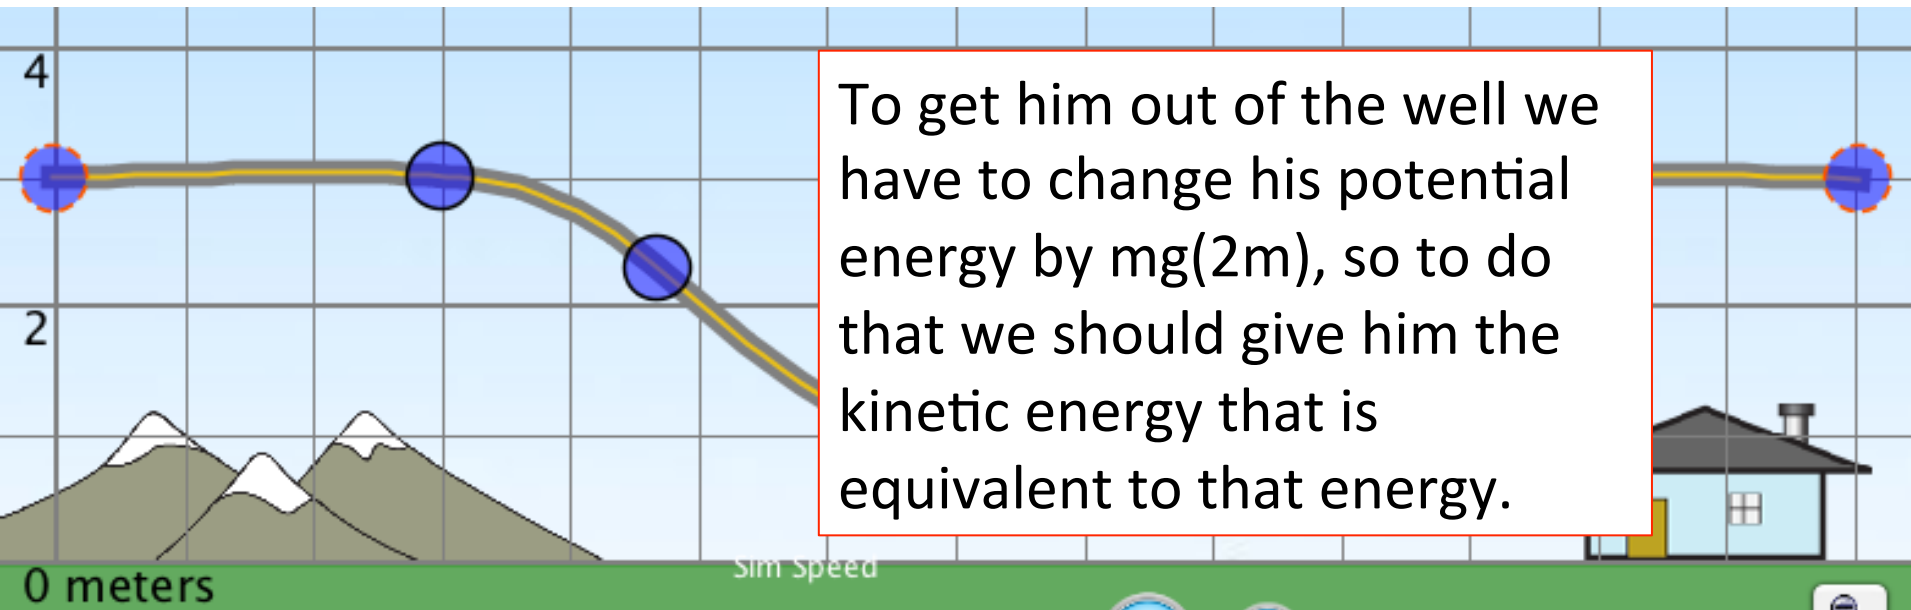 4
To get him out of the well we
have to change his potential
energy by mg(2m), so to do
2
that we should give him the
kinetic energy that is
equivalent to that energy.
Sim Speed
0 meters